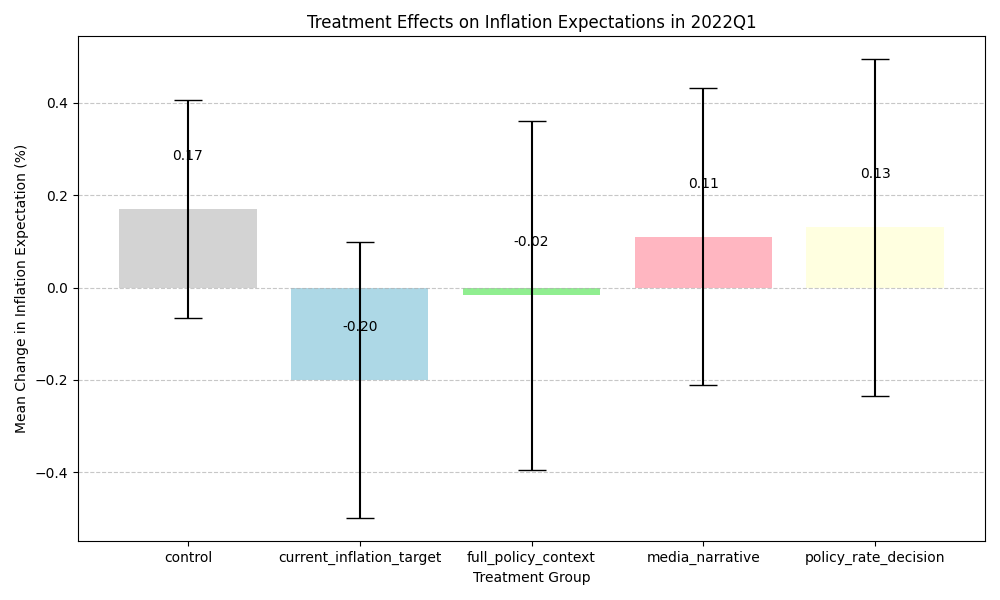 Treatment Effects on Inflation Expectations in 2022Q1
Mean Change in Inflation Expectation (%)
0.4
0.2
0.0
−0.2
−0.4
0.17
-0.20
-0.02
0.11
0.13
control
current_inflation_target
full_policy_context
media_narrative
policy_rate_decision
Treatment Group